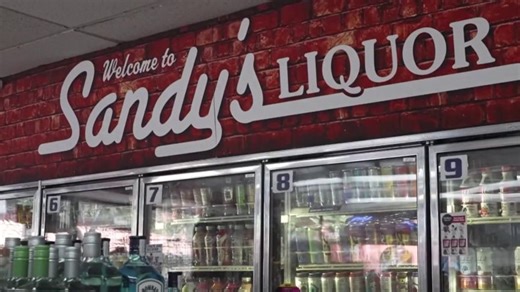 Welcome to
Sandy's LIQUOR
6 7 8 9